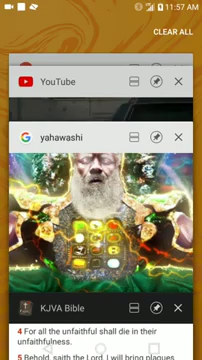 11:57 AM
CLEAR ALL
YouTube
yahawashi
KJVA Bible
4 For all the unfaithful shall die in their
unfaithfulness.
5 Behold, saith the Lord, I will bring plagues